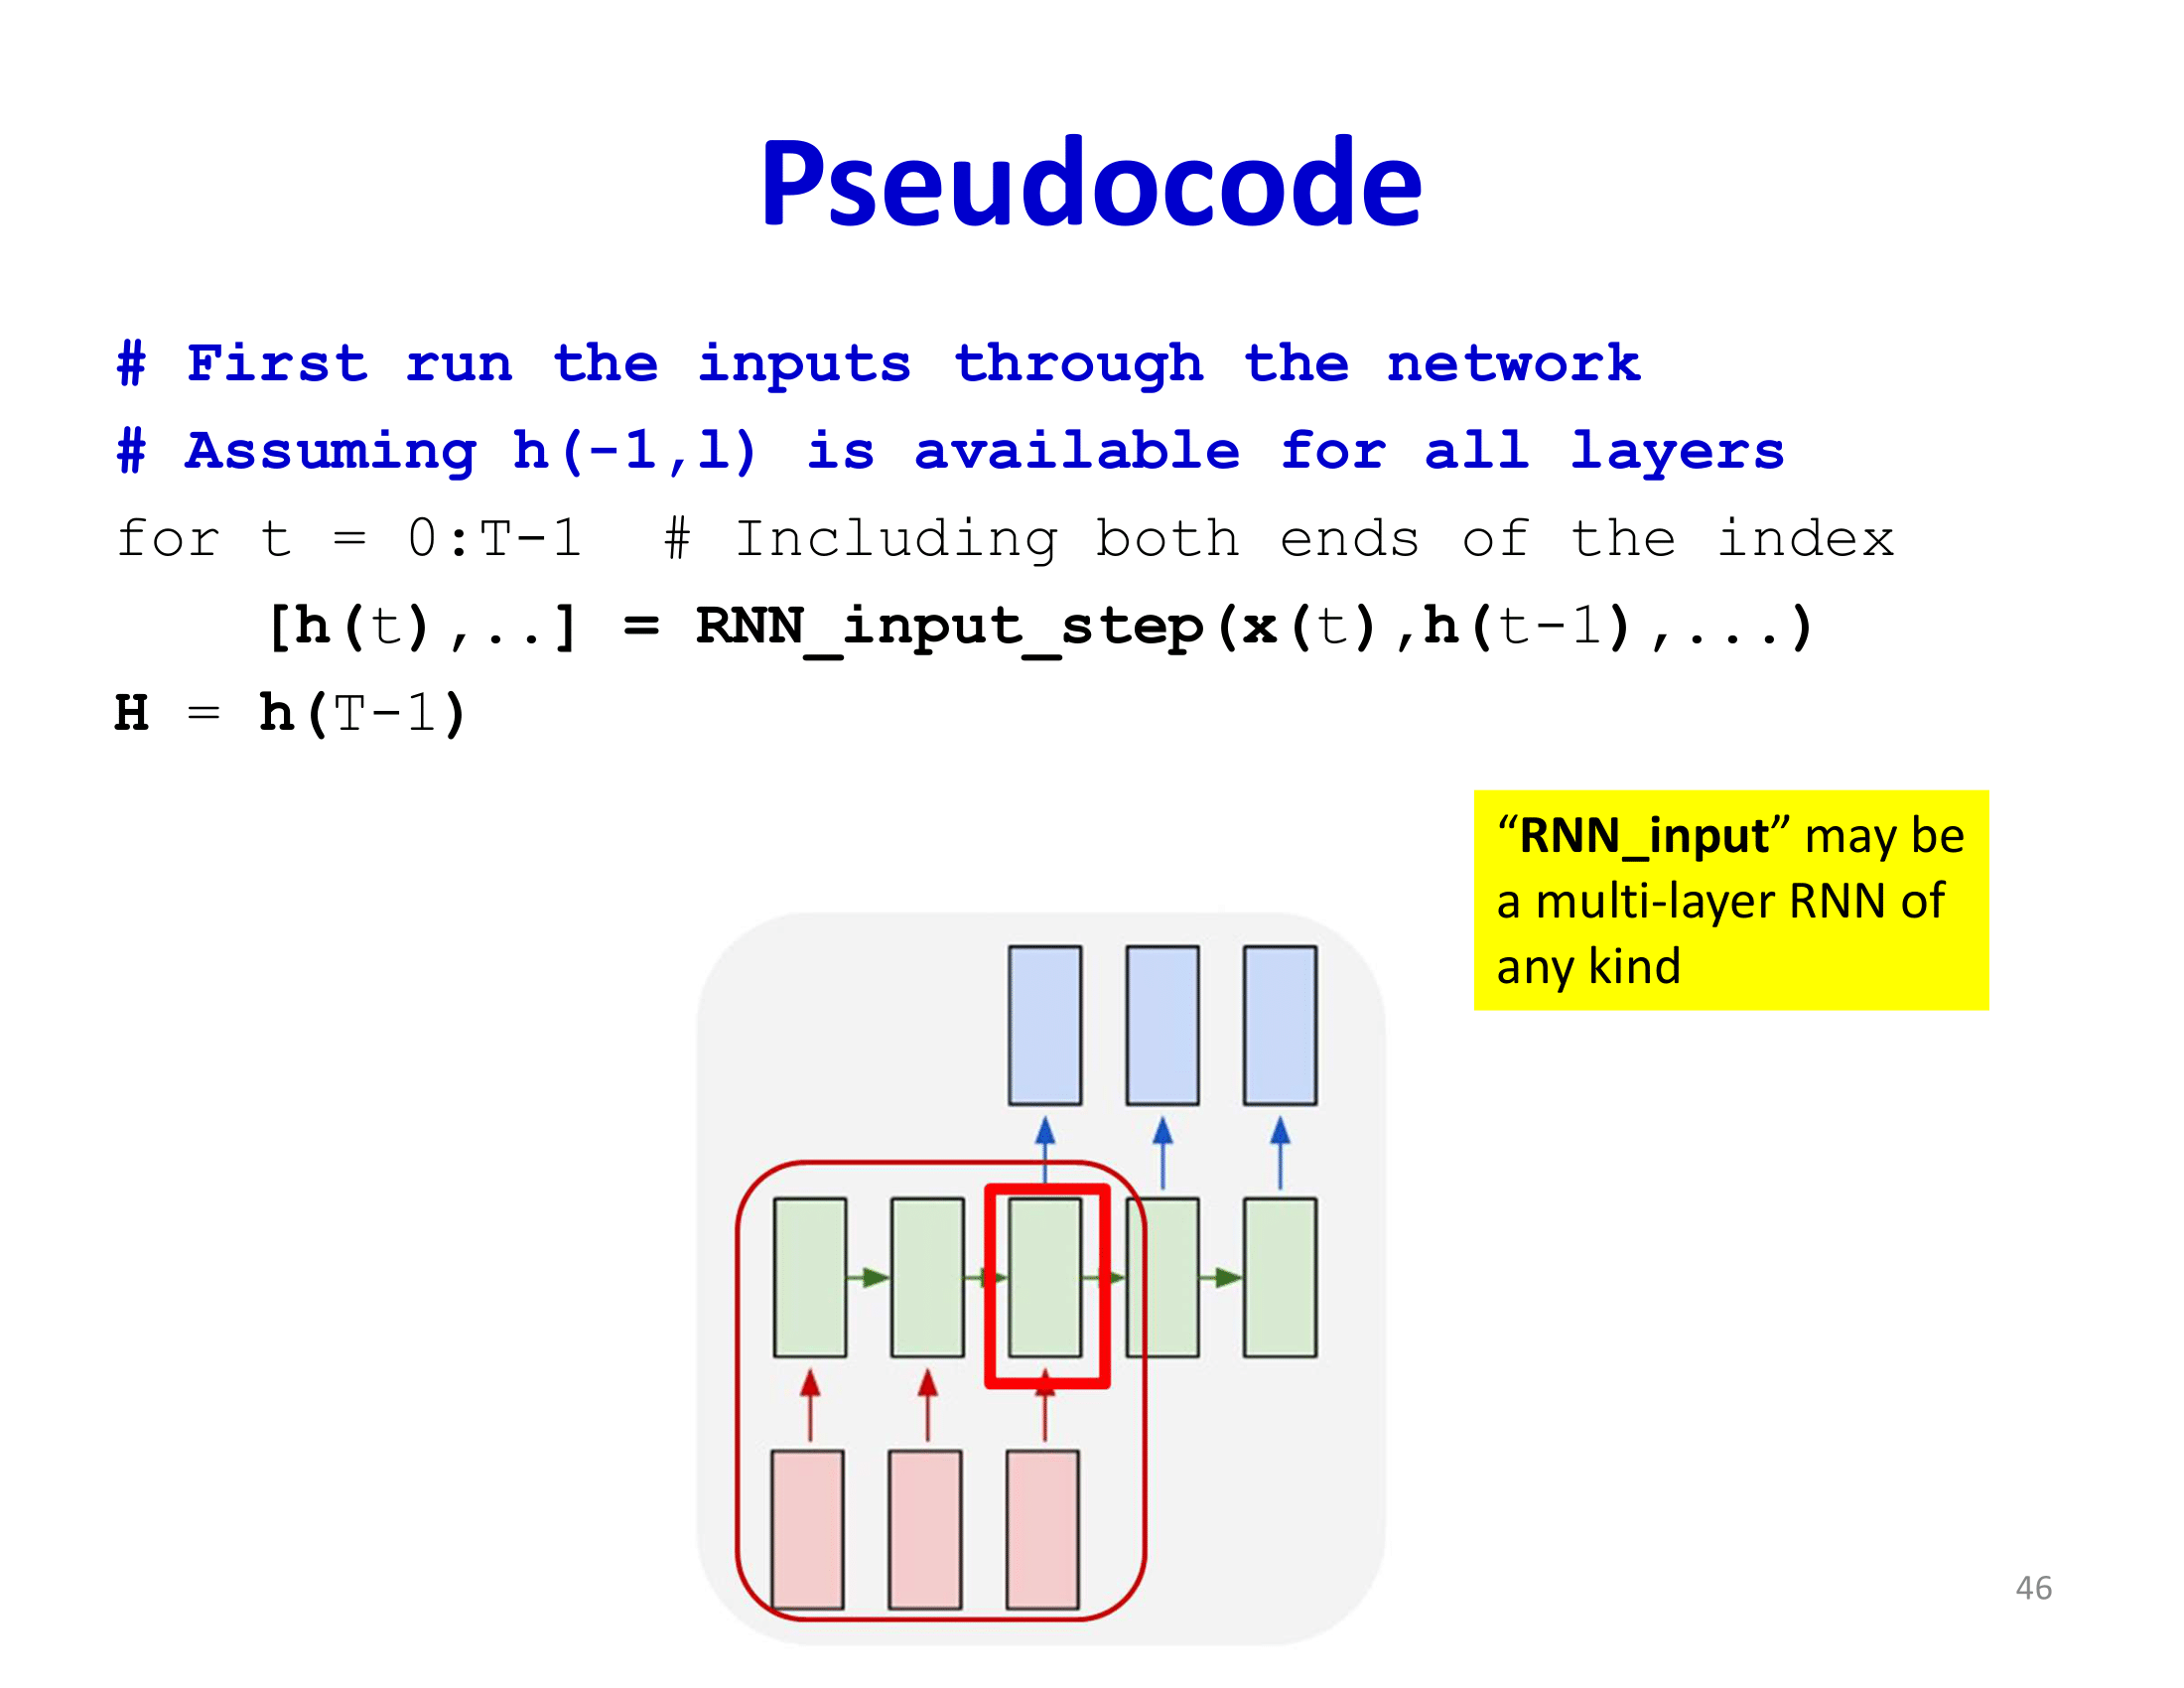 Pseudocode
# First run the inputs through the network
# Assuming h(-1,l) is available for all layers
for t = 0:T-1  # Including both ends of the index
[h(t),..] = RNN_input_step(x(t),h(t-1),...)
H = h(T-1)
“RNN_input” may be
a multi-layer RNN of
any kind
46